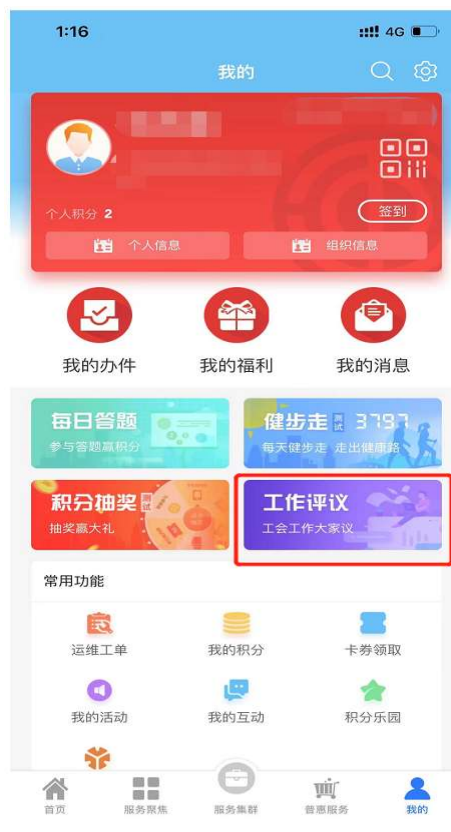 1:16 4G
我的
个人积分 2
签到
个人信息 组织信息
我的办件 我的福利 我的消息
每日答题 健步走 测试 3793
参与答题赢积分 每天健步走 走出健康路
积分抽奖 测试 工作评议
抽奖赢大礼 工会工作大家议
常用功能
运维工单 我的积分 卡券领取
我的活动 我的互动 积分乐园
首页 服务聚焦 服务集群 普惠服务 我的